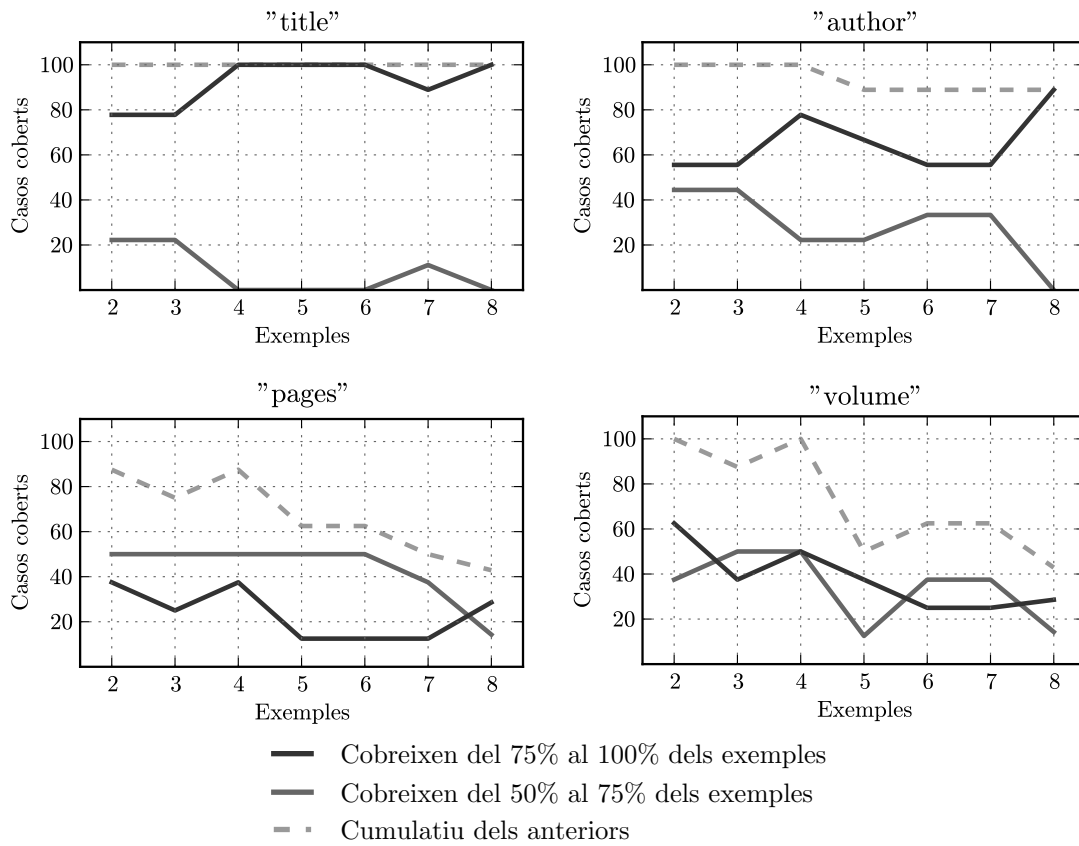 ”title”
100
80
60
40
20
Casos coberts
2 3 4 5 6 7 8
Exemples
”author”
100
80
60
40
20
Casos coberts
2 3 4 5 6 7 8
Exemples
”pages”
100
80
60
40
20
Casos coberts
2 3 4 5 6 7 8
Exemples
”volume”
100
80
60
40
20
Casos coberts
2 3 4 5 6 7 8
Exemples
Cobreixen del 75% al 100% dels exemples
Cobreixen del 50% al 75% dels exemples
Cumulatiu dels anteriors